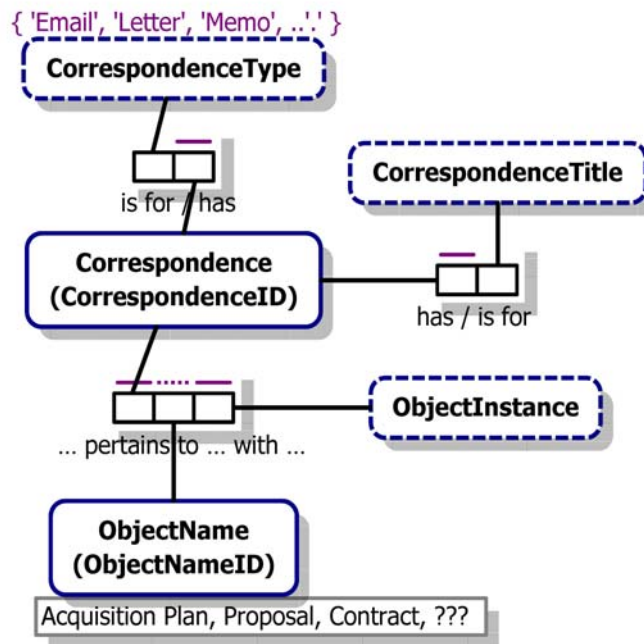 { 'Email', 'Letter', 'Memo', ..'.' }
CorrespondenceType
is for / has
CorrespondenceTitle
Correspondence
(CorrespondenceID)
has / is for
ObjectInstance
... pertains to ... with ...
ObjectName
(ObjectNameID)
Acquisition Plan, Proposal, Contract, ???